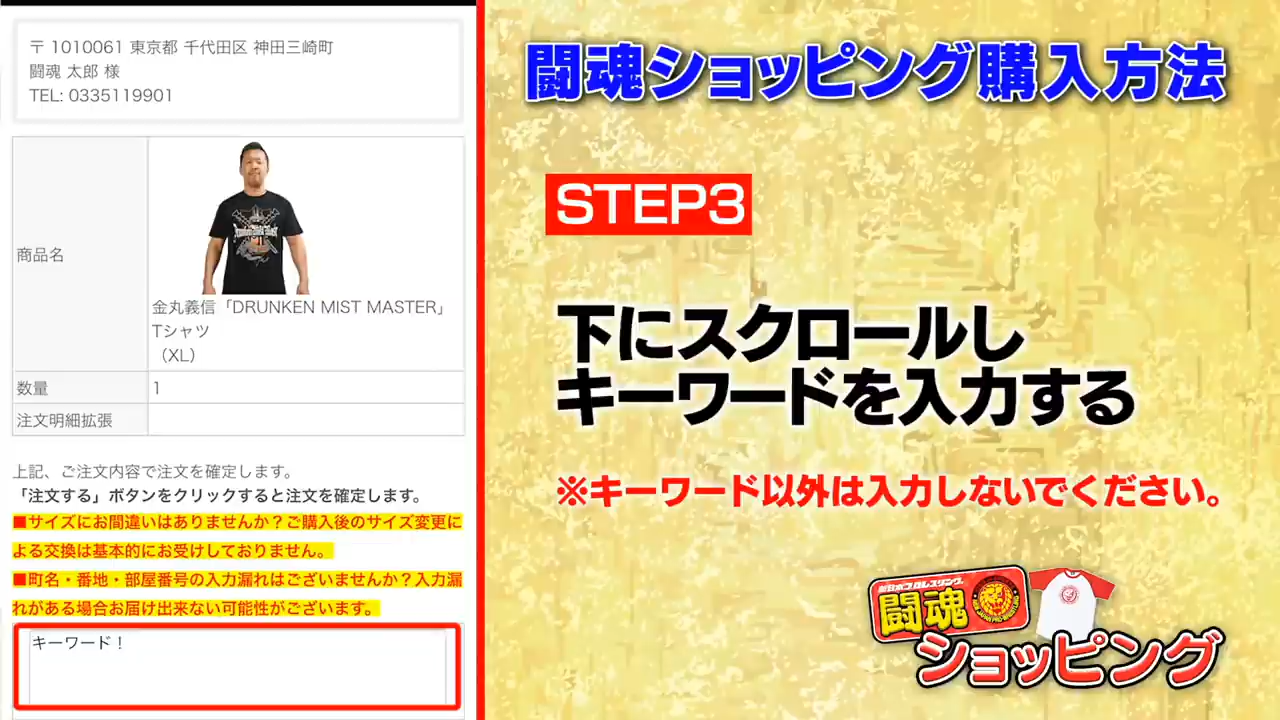 〒 1010061 東京都 千代田区 神田三崎町
闘魂 太郎 様
TEL: 0335119901
商品名
金丸義信「DRUNKEN MIST MASTER」
Tシャツ
（XL）
数量
1
注文明細拡張
上記、ご注文内容で注文を確定します。
「注文する」ボタンをクリックすると注文を確定します。
■サイズにお間違いはありませんか？ご購入後のサイズ変更に
よる交換は基本的にお受けしておりません。
■町名・番地・部屋番号の入力漏れはございませんか？入力漏
れがある場合お届け出来ない可能性がございます。
キーワード！
闘魂ショッピング購入方法
STEP3
下にスクロールし
キーワードを入力する
※キーワード以外は入力しないでください。
新日本プロレスリング
闘魂
ショッピング